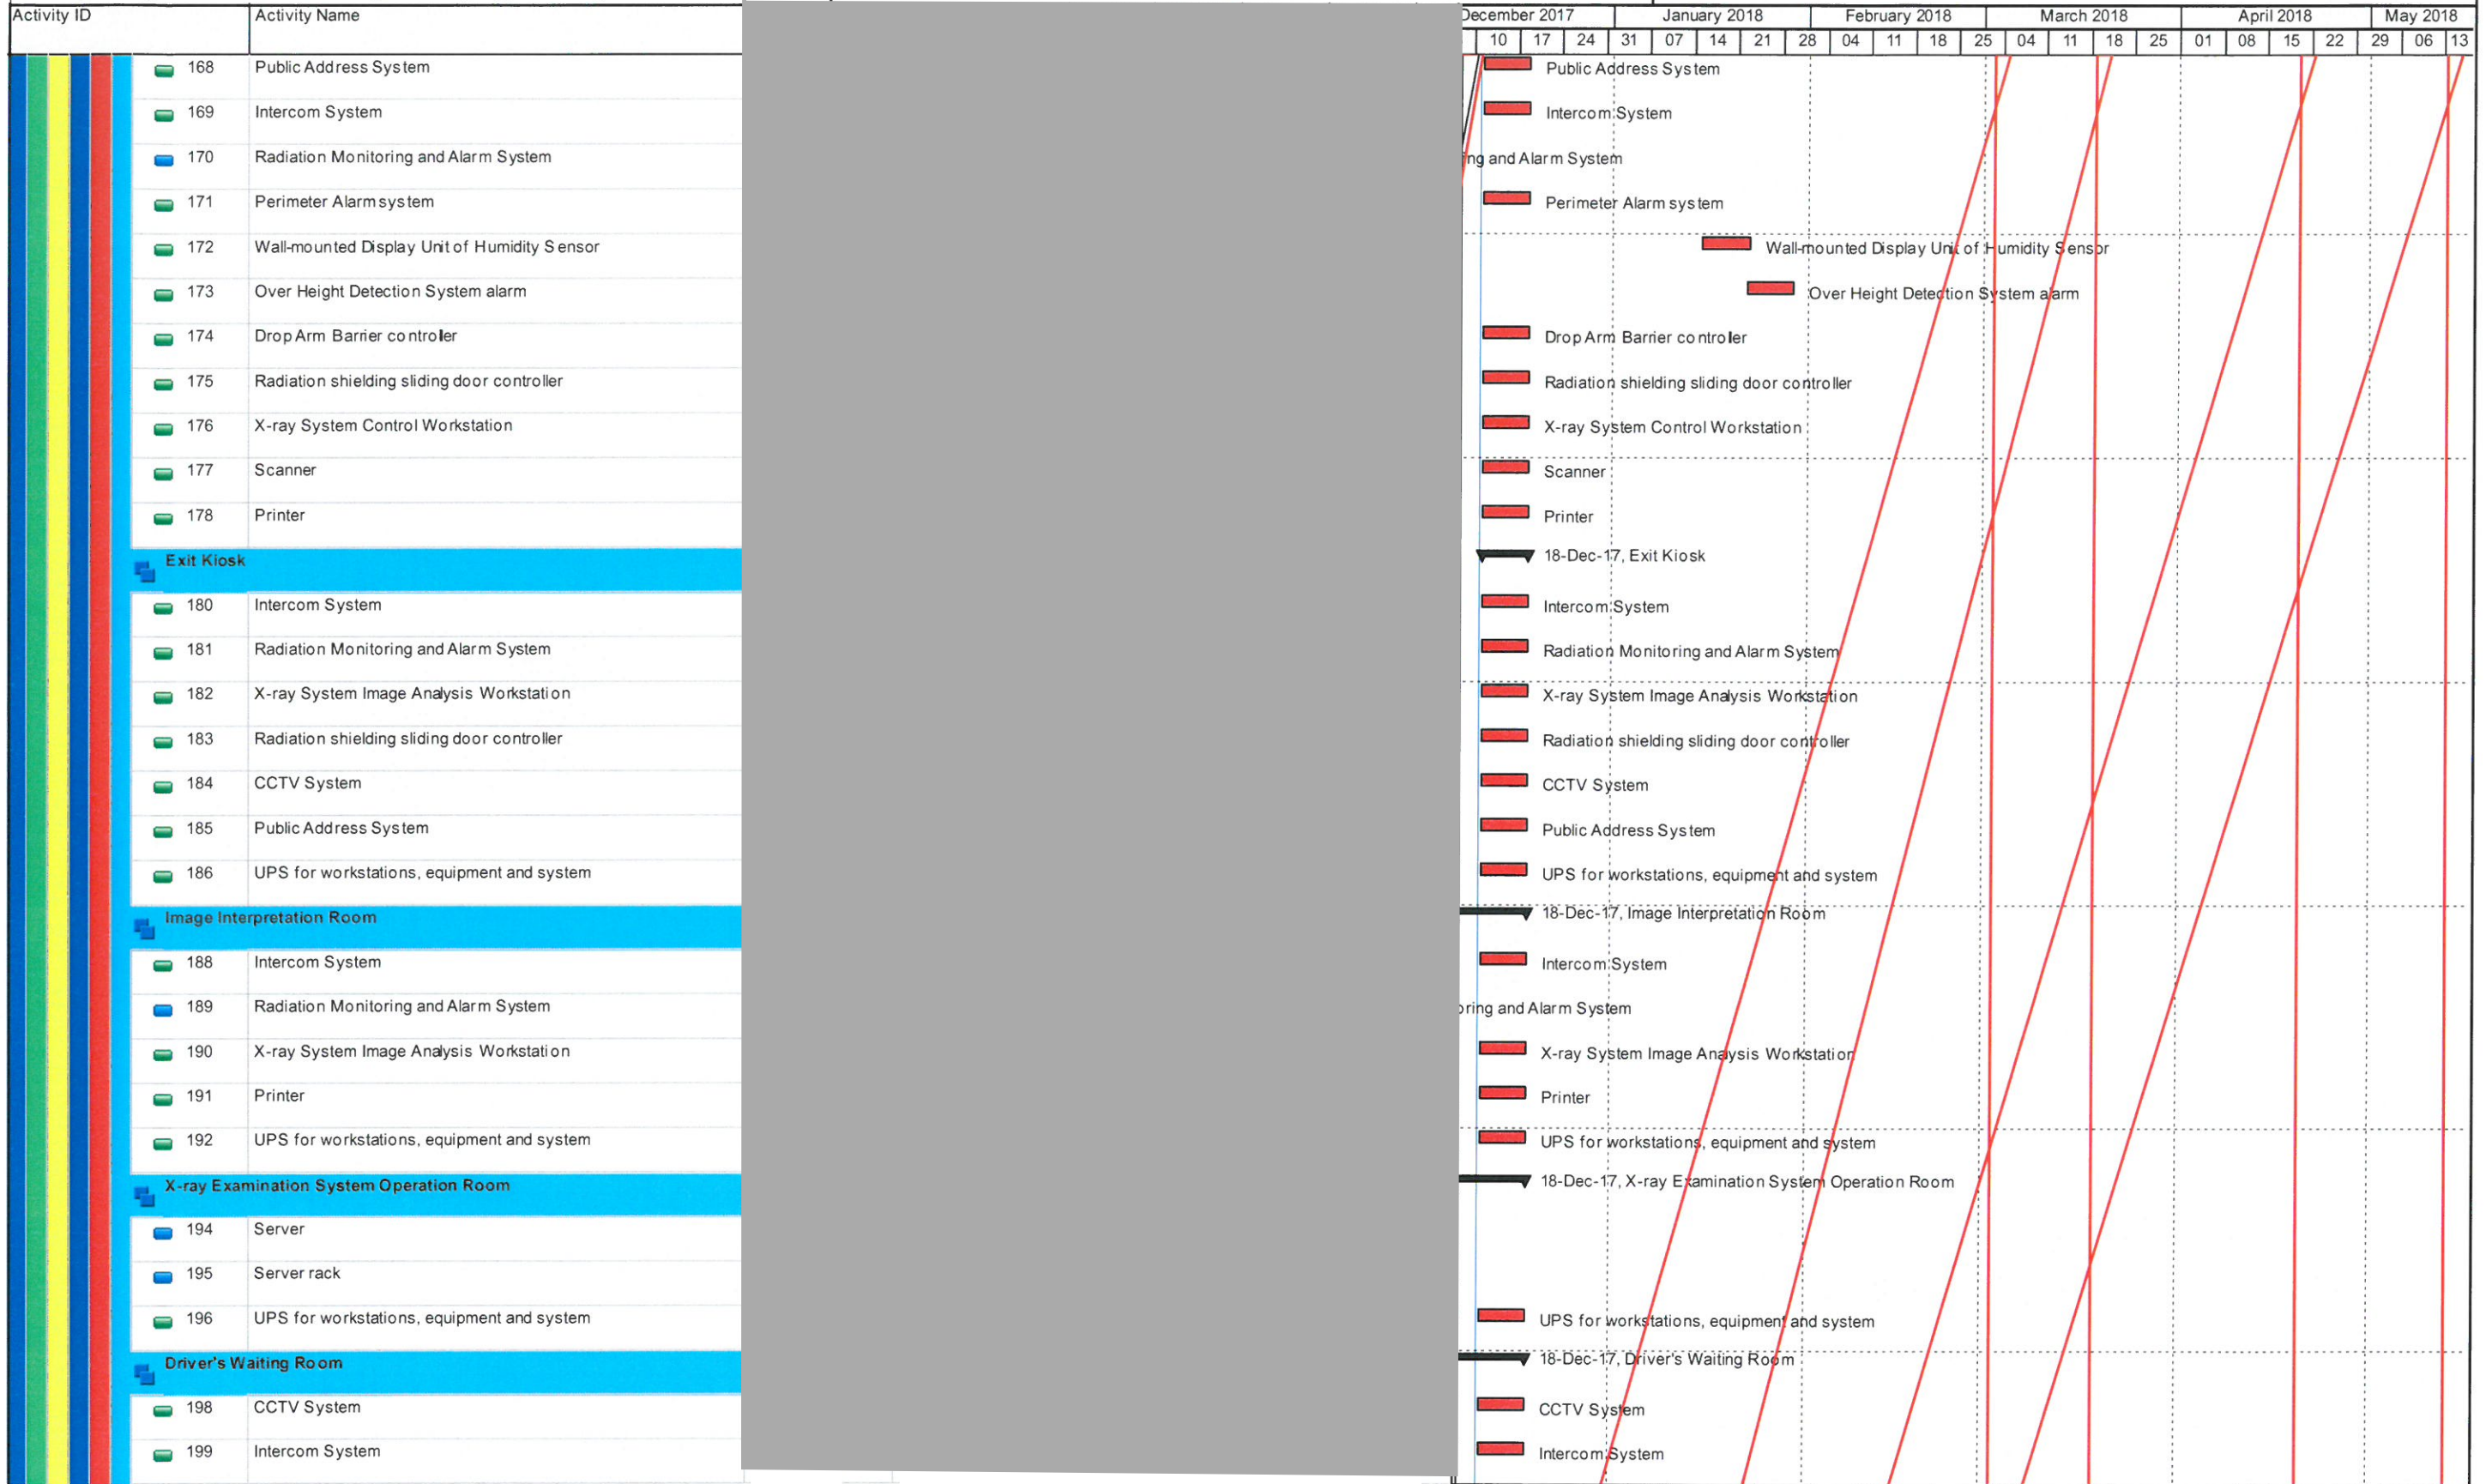 Activity ID Activity Name December 2017 January 2018 February 2018 March 2018 April 2018 May 2018
10 17 24 31 07 14 21 28 04 11 18 25 04 11 18 25 01 08 15 22 29 06 13
168 Public Address System Public Address System
169 Intercom System Intercom System
170 Radiation Monitoring and Alarm System ing and Alarm System
171 Perimeter Alarm system Perimeter Alarm system
172 Wall-mounted Display Unit of Humidity Sensor Wall-mounted Display Unit of Humidity Sensor
173 Over Height Detection System alarm Over Height Detection System alarm
174 Drop Arm Barrier controller Drop Arm Barrier controller
175 Radiation shielding sliding door controller Radiation shielding sliding door controller
176 X-ray System Control Workstation X-ray System Control Workstation
177 Scanner Scanner
178 Printer Printer
Exit Kiosk 18-Dec-17, Exit Kiosk
180 Intercom System Intercom System
181 Radiation Monitoring and Alarm System Radiation Monitoring and Alarm System
182 X-ray System Image Analysis Workstation X-ray System Image Analysis Workstation
183 Radiation shielding sliding door controller Radiation shielding sliding door controller
184 CCTV System CCTV System
185 Public Address System Public Address System
186 UPS for workstations, equipment and system UPS for workstations, equipment and system
Image Interpretation Room 18-Dec-17, Image Interpretation Room
188 Intercom System Intercom System
189 Radiation Monitoring and Alarm System oring and Alarm System
190 X-ray System Image Analysis Workstation X-ray System Image Analysis Workstation
191 Printer Printer
192 UPS for workstations, equipment and system UPS for workstations, equipment and system
X-ray Examination System Operation Room 18-Dec-17, X-ray Examination System Operation Room
194 Server
195 Server rack
196 UPS for workstations, equipment and system UPS for workstations, equipment and system
Driver's Waiting Room 18-Dec-17, Driver's Waiting Room
198 CCTV System CCTV System
199 Intercom System Intercom System